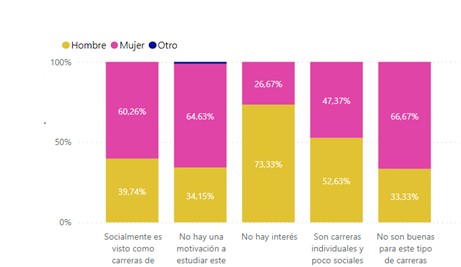 Hombre Mujer Otro
100%
50%
0%
60,26%
39,74%
64,63%
34,15%
26,67%
73,33%
47,37%
52,63%
66,67%
33,33%
Socialmente es
visto como
carreras de
No hay una
motivación a
estudiar este
No hay interés
Son carreras
individuales y
poco sociales
No son buenas
para este tipo de
carreras